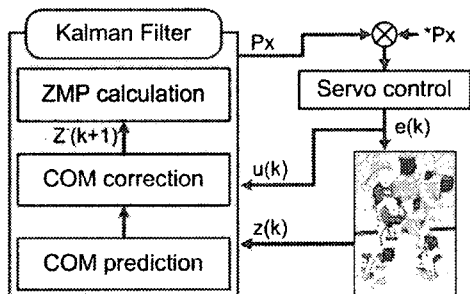 Kalman Filter
Px
*Px
ZMP calculation
Servo control
Z⁻(k+1)
e(k)
COM correction
u(k)
z(k)
COM prediction